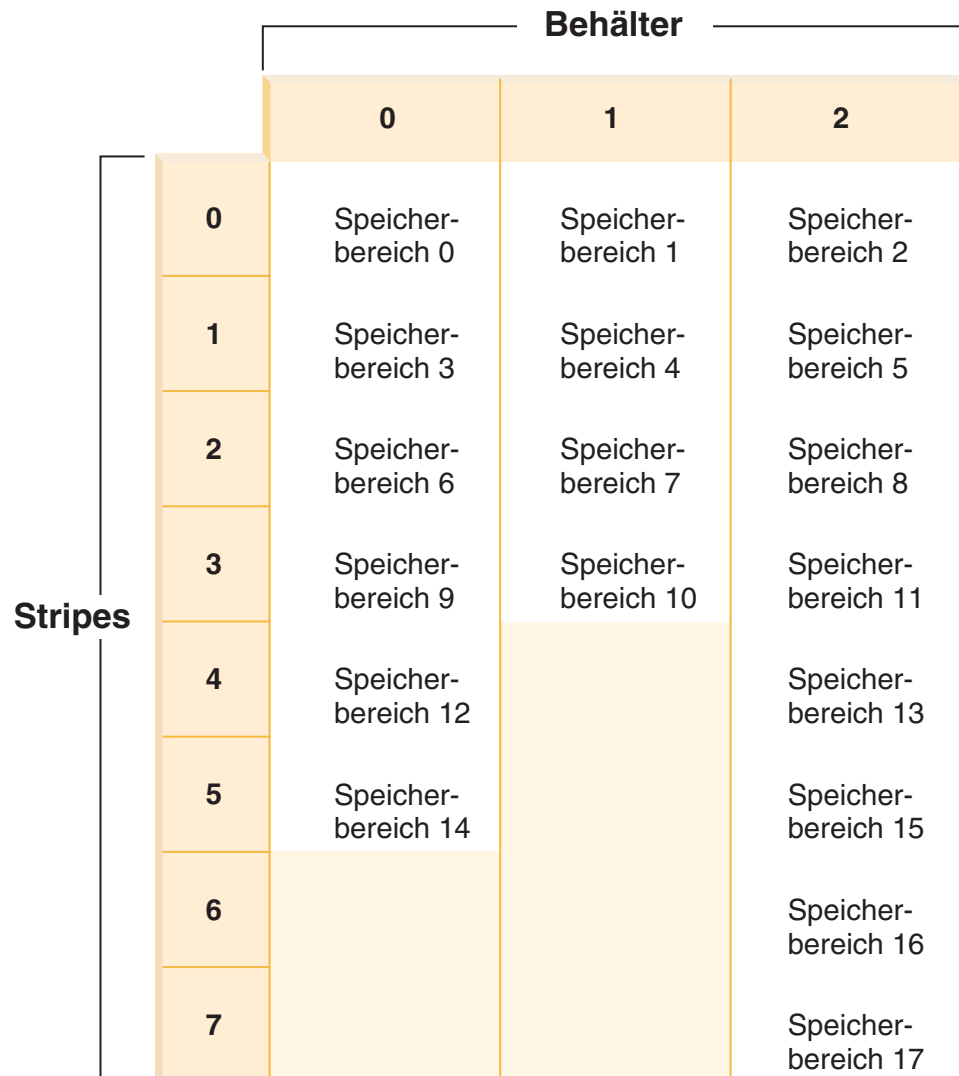 Behälter
0 1 2
0 Speicher- Speicher- Speicher-
bereich 0 bereich 1 bereich 2
1 Speicher- Speicher- Speicher-
bereich 3 bereich 4 bereich 5
2 Speicher- Speicher- Speicher-
bereich 6 bereich 7 bereich 8
3 Speicher- Speicher- Speicher-
bereich 9 bereich 10 bereich 11
Stripes
4 Speicher- Speicher-
bereich 12 bereich 13
5 Speicher- Speicher-
bereich 14 bereich 15
6 Speicher-
bereich 16
7 Speicher-
bereich 17